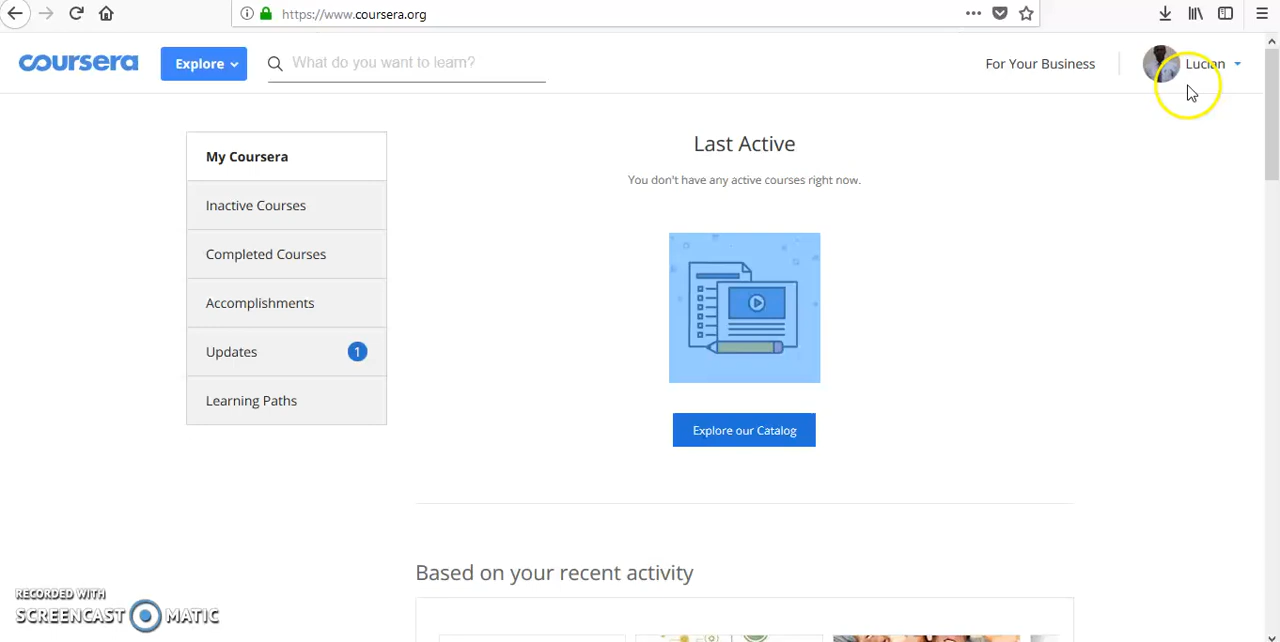 https://www.coursera.org
coursera
Explore
What do you want to learn?
For Your Business
Lucian
My Coursera
Inactive Courses
Completed Courses
Accomplishments
Updates
1
Learning Paths
Last Active
You don't have any active courses right now.
Explore our Catalog
Based on your recent activity
RECORDED WITH
SCREENCAST MATIC